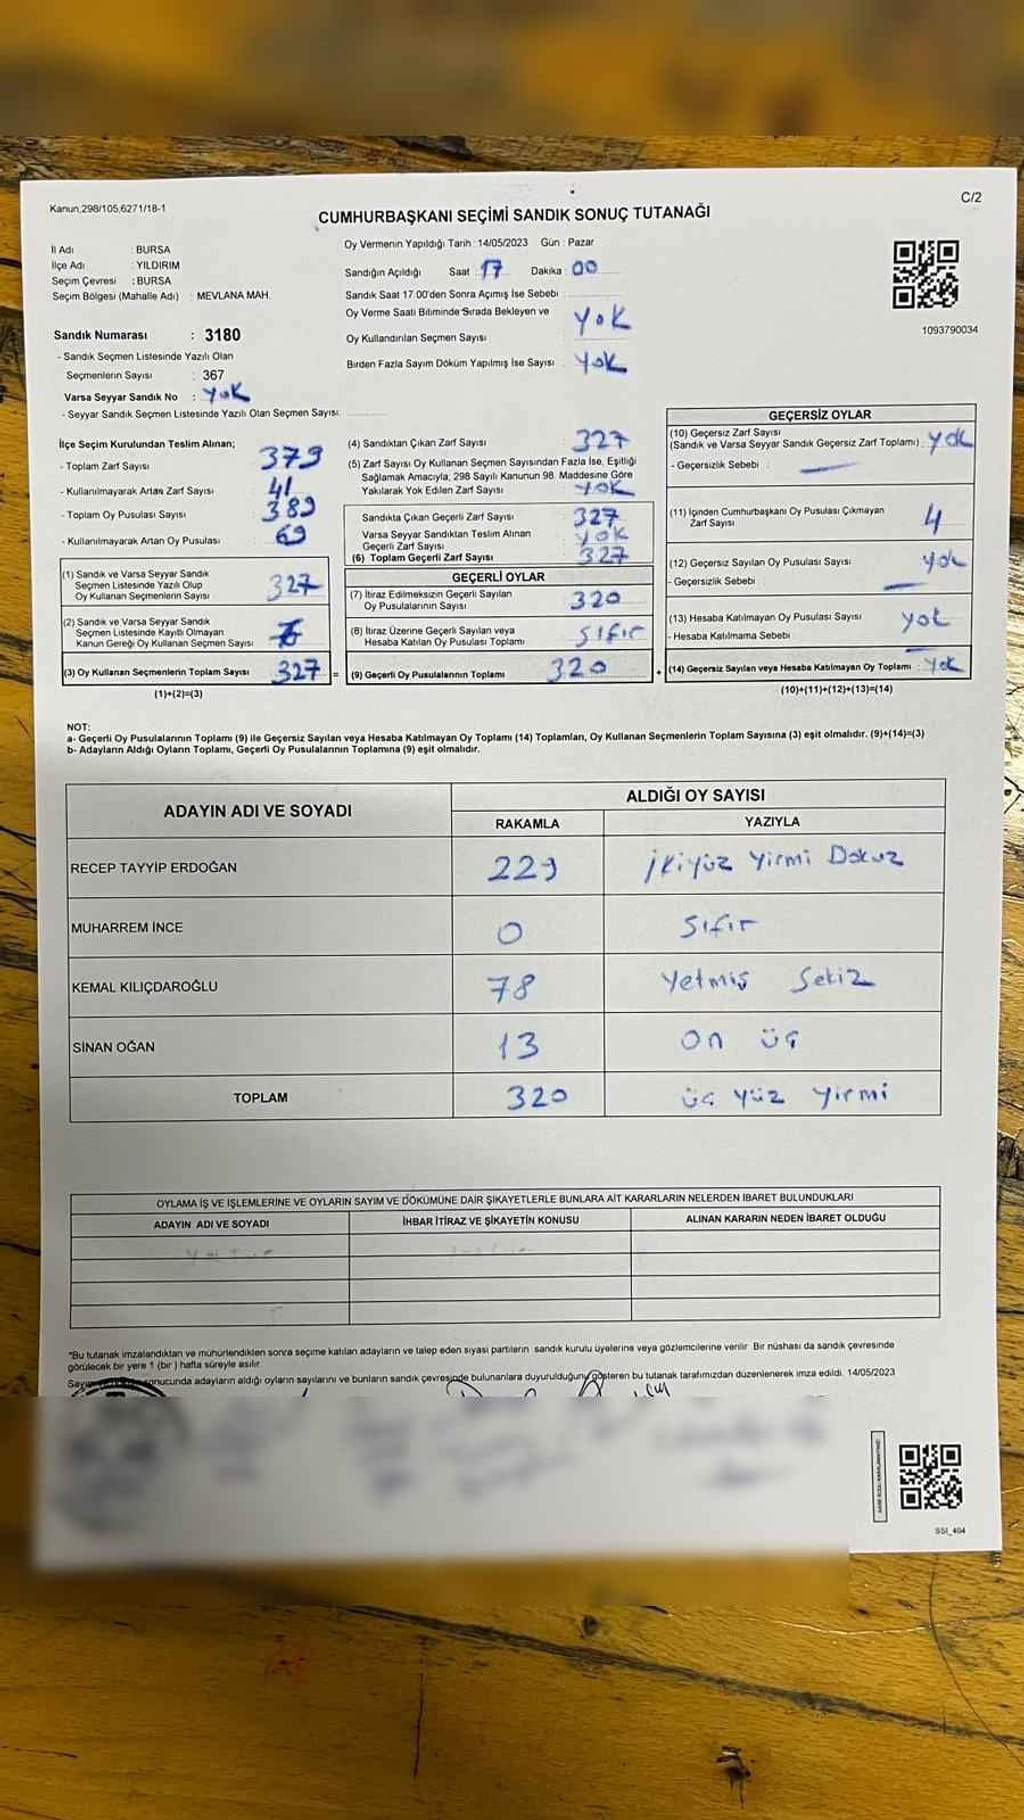 Kanun,298/105,6271/18-1
C/2
CUMHURBAŞKANI SEÇİMİ SANDIK SONUÇ TUTANAĞI
İl Adı : BURSA
İlçe Adı : YILDIRIM
Seçim Çevresi : BURSA
Seçim Bölgesi (Mahalle Adı) : MEVLANA MAH.
Sandık Numarası : 3180
- Sandık Seçmen Listesinde Yazılı Olan
Seçmenlerin Sayısı : 367
Varsa Seyyar Sandık No : Yok
- Seyyar Sandık Seçmen Listesinde Yazılı Olan Seçmen Sayısı:
Oy Vermenin Yapıldığı Tarih : 14/05/2023 Gün : Pazar
Sandığın Açıldığı Saat : 17 Dakika : 00
Sandık Saat 17.00'den Sonra Açımış İse Sebebi
Oy Verme Saati Bitiminde Sırada Bekleyen ve
Oy Kullandırılan Seçmen Sayısı : Yok
Birden Fazla Sayım Döküm Yapılmış İse Sayısı : Yok
1093790034
İlçe Seçim Kurulundan Teslim Alınan;
- Toplam Zarf Sayısı 379
- Kullanılmayarak Artan Zarf Sayısı 41
- Toplam Oy Pusulası Sayısı 389
- Kullanılmayarak Artan Oy Pusulası 69
(1) Sandık ve Varsa Seyyar Sandık
Seçmen Listesinde Yazılı Olup
Oy Kullanan Seçmenlerin Sayısı 327
(2) Sandık ve Varsa Seyyar Sandık
Seçmen Listesinde Kayıtlı Olmayan
Kanun Gereği Oy Kullanan Seçmen Sayısı
(3) Oy Kullanan Seçmenlerin Toplam Sayısı 327 =
(1)+(2)=(3)
(4) Sandıktan Çıkan Zarf Sayısı 327
(5) Zarf Sayısı Oy Kullanan Seçmen Sayısından Fazla İse, Eşitliği
Sağlamak Amacıyla, 298 Sayılı Kanunun 98. Maddesine Göre
Yakılarak Yok Edilen Zarf Sayısı Yok
Sandıkta Çıkan Geçerli Zarf Sayısı 327
Varsa Seyyar Sandıktan Teslim Alınan
Geçerli Zarf Sayısı Yok
(6) Toplam Geçerli Zarf Sayısı 327
GEÇERLİ OYLAR
(7) İtiraz Edilmeksizin Geçerli Sayılan
Oy Pusulalarının Sayısı 320
(8) İtiraz Üzerine Geçerli Sayılan veya
Hesaba Katılan Oy Pusulası Toplamı sıfır
(9) Geçerli Oy Pusulalarının Toplamı 320 +
GEÇERSİZ OYLAR
(10) Geçersiz Zarf Sayısı
(Sandık ve Varsa Seyyar Sandık Geçersiz Zarf Toplamı) : yok
- Geçersizlik Sebebi :
(11) İçinden Cumhurbaşkanı Oy Pusulası Çıkmayan
Zarf Sayısı 4
(12) Geçersiz Sayılan Oy Pusulası Sayısı yok
- Geçersizlik Sebebi
(13) Hesaba Katılmayan Oy Pusulası Sayısı yok
- Hesaba Katılmama Sebebi
(14) Geçersiz Sayılan veya Hesaba Katılmayan Oy Toplamı : Yok
(10)+(11)+(12)+(13)=(14)
NOT:
a- Geçerli Oy Pusulalarının Toplamı (9) ile Geçersiz Sayılan veya Hesaba Katılmayan Oy Toplamı (14) Toplamları, Oy Kullanan Seçmenlerin Toplam Sayısına (3) eşit olmalıdır. (9)+(14)=(3)
b- Adayların Aldığı Oyların Toplamı, Geçerli Oy Pusulalarının Toplamına (9) eşit olmalıdır.
ADAYIN ADI VE SOYADI ALDIĞI OY SAYISI
RAKAMLA YAZIYLA
RECEP TAYYİP ERDOĞAN 229 İkiyüz Yirmi Dokuz
MUHARREM İNCE 0 Sıfır
KEMAL KILIÇDAROĞLU 78 Yetmiş Sekiz
SİNAN OĞAN 13 On üç
TOPLAM 320 üç yüz Yirmi
OYLAMA İŞ VE İŞLEMLERİNE VE OYLARIN SAYIM VE DÖKÜMÜNE DAİR ŞİKAYETLERLE BUNLARA AİT KARARLARIN NELERDEN İBARET BULUNDUKLARI
ADAYIN ADI VE SOYADI İHBAR İTİRAZ VE ŞİKAYETİN KONUSU ALINAN KARARIN NEDEN İBARET OLDUĞU
*Bu tutanak imzalandıktan ve mühürlendikten sonra seçime katılan adayların ve talep eden siyasi partilerin sandık kurulu üyelerine veya gözlemcilerine verilir. Bir nüshası da sandık çevresinde
görülecek bir yere 1 (bir ) hafta süreyle asılır.
sonucunda adayların aldığı oyların sayılarını ve bunların sandık çevresinde bulunanlara duyurulduğunu gösteren bu tutanak tarafımızdan düzenlenerek imza edildi. 14/05/2023
SSI_404